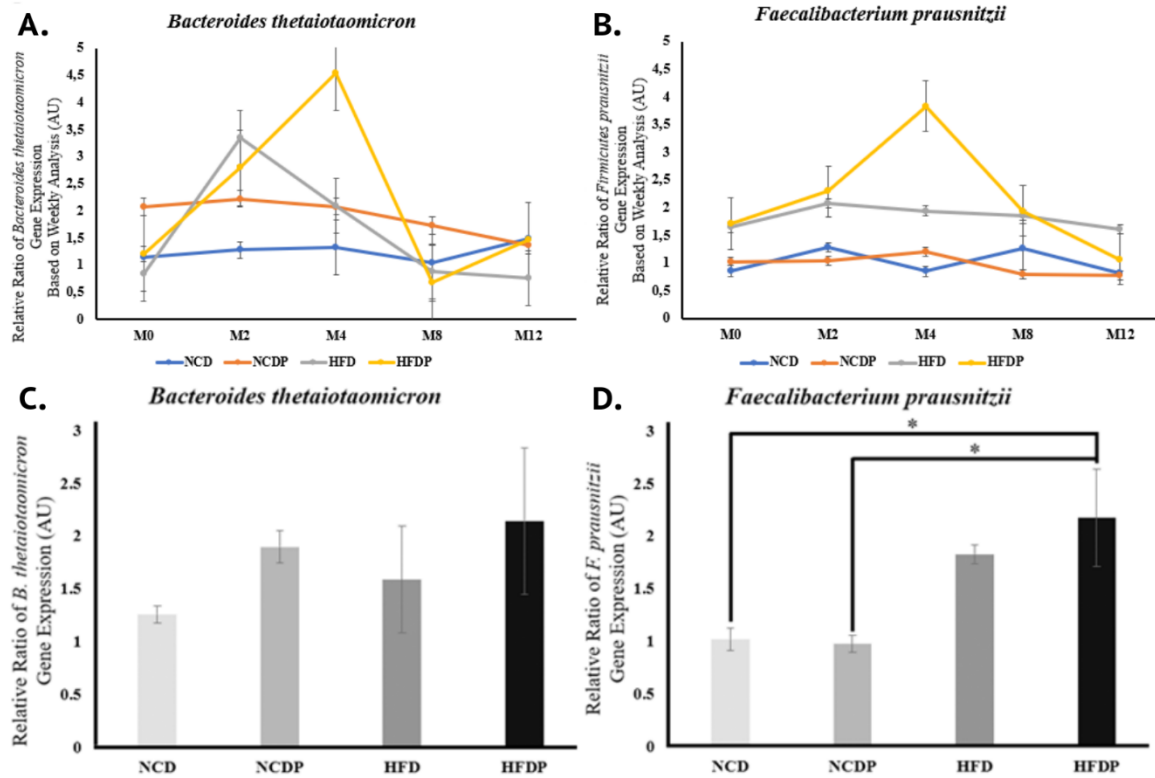 A.
Bacteroides thetaiotaomicron
Relative Ratio of Bacteroides thetaiotaomicron
Gene Expression
Based on Weekly Analysis (AU)
5
4,5
4
3,5
3
2,5
2
1,5
1
0,5
0
M0 M2 M4 M8 M12
NCD NCDP HFD HFDP
B.
Faecalibacterium prausnitzii
Relative Ratio of Firmicutes prausnitzii
Gene Expression
Based on Weekly Analysis (AU)
5
4,5
4
3,5
3
2,5
2
1,5
1
0,5
0
M0 M2 M4 M8 M12
NCD NCDP HFD HFDP
C.
Bacteroides thetaiotaomicron
Relative Ratio of B. thetaiotaomicron
Gene Expression (AU)
3
2.5
2
1.5
1
0.5
0
NCD NCDP HFD HFDP
D.
Faecalibacterium prausnitzii
Relative Ratio of F. prausnitzii
Gene Expression (AU)
3
2.5
2
1.5
1
0.5
0
*
*
NCD NCDP HFD HFDP